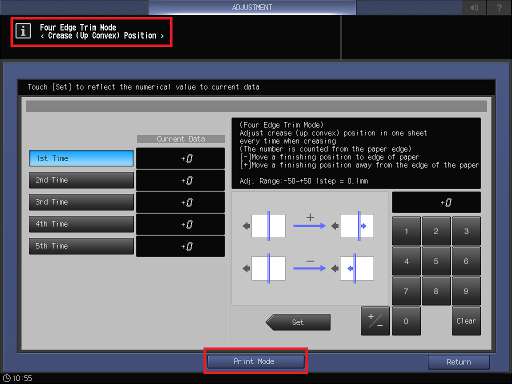 ADJUSTMENT
?
i
Four Edge Trim Mode
< Crease (Up Convex) Position >
Touch [Set] to reflect the numerical value to current data
Current Data
1st Time
+0
2nd Time
+0
3rd Time
+0
4th Time
+0
5th Time
+0
(Four Edge Trim Mode)
Adjust crease (up convex) position in one sheet
every time when creasing
(The number is counted from the paper edge)
[-]Move a finishing position to edge of paper
[+]Move a finishing position away from the edge of the paper
Adj. Range:-50~+50 1step = 0.1mm
+
−
+0
1 2 3
4 5 6
7 8 9
+/− 0 Clear
Set
Print Mode
Return
10:55